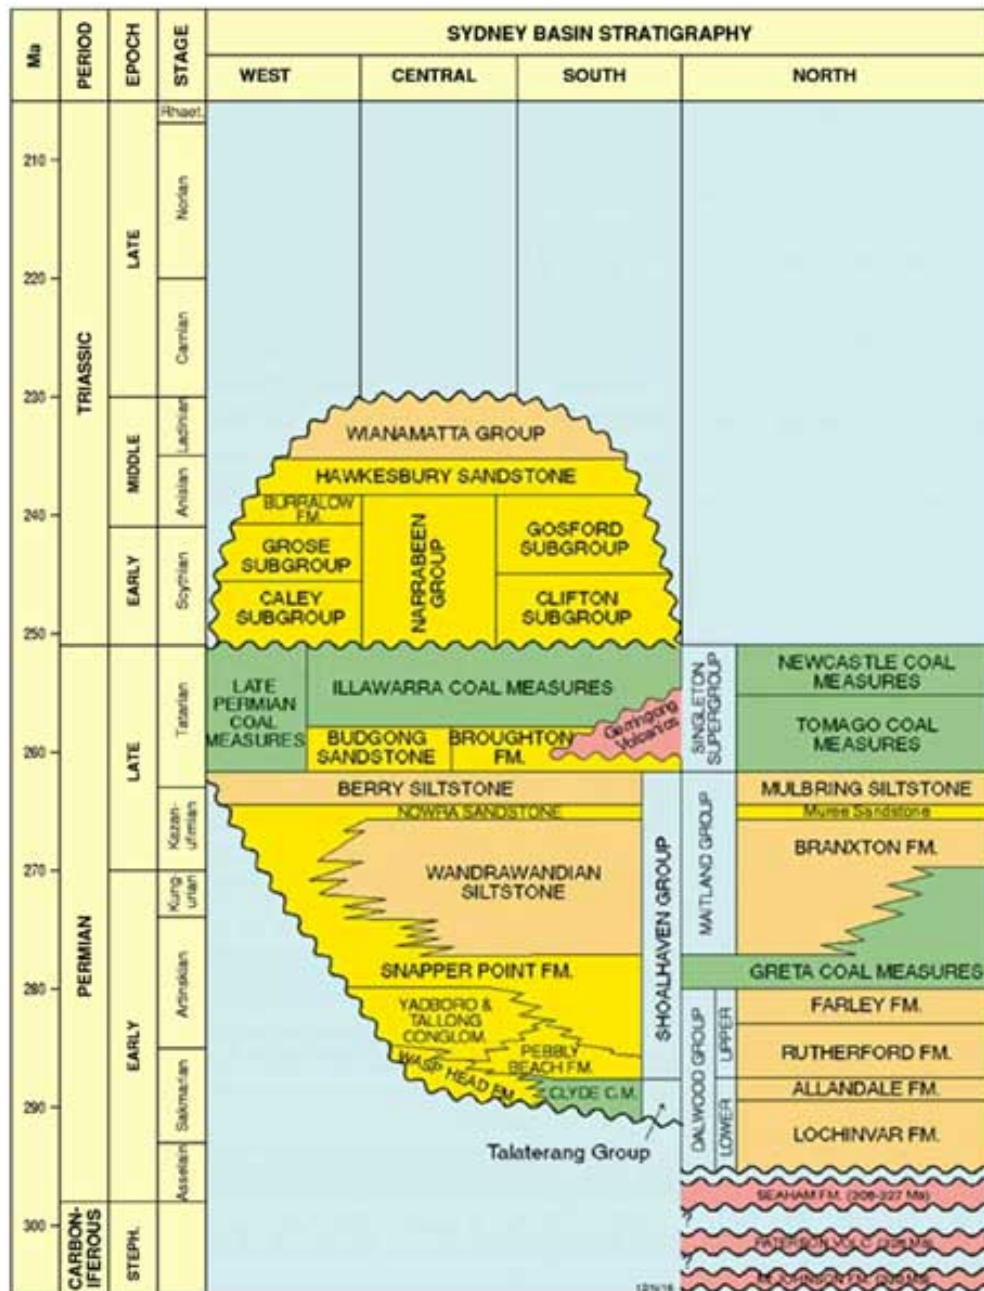 Ma
PERIOD
EPOCH
STAGE
SYDNEY BASIN STRATIGRAPHY
WEST
CENTRAL
SOUTH
NORTH
210
220
230
240
250
260
270
280
290
300
TRIASSIC
PERMIAN
CARBON-
IFEROUS
LATE
MIDDLE
EARLY
LATE
EARLY
STEPH.
Rhaet.
Norian
Carnian
Ladinian
Anisian
Scythian
Tatarian
Kazan-
Kung-
urian
Artinskian
Sakmarian
Asselain
WIANAMATTA GROUP
HAWKESBURY SANDSTONE
BURRALOW
FM.
GROSE
SUBGROUP
CALEY
SUBGROUP
NARRABEEN
GROUP
GOSFORD
SUBGROUP
CLIFTON
SUBGROUP
LATE
PERMIAN
COAL
MEASURES
ILLAWARRA COAL MEASURES
BUDGONG
SANDSTONE
BROUGHTON
FM.
Gerringong
Volcanics
BERRY SILTSTONE
NOWRA SANDSTONE
WANDRAWANDIAN
SILTSTONE
SNAPPER POINT FM.
YADBORO &
TALLONG
CONGLOM.
PEBBLY
BEACH FM.
WASP HEAD FM.
CLYDE C.M.
Talaterang Group
SHOALHAVEN GROUP
SINGLETON
SUPERGROUP
MAITLAND GROUP
DALWOOD GROUP
UPPER
LOWER
NEWCASTLE COAL
MEASURES
TOMAGO COAL
MEASURES
MULBRING SILTSTONE
Muree Sandstone
BRANXTON FM.
GRETA COAL MEASURES
FARLEY FM.
RUTHERFORD FM.
ALLANDALE FM.
LOCHINVAR FM.
SEAHAM FM.
?
PATERSON VOLC.
?